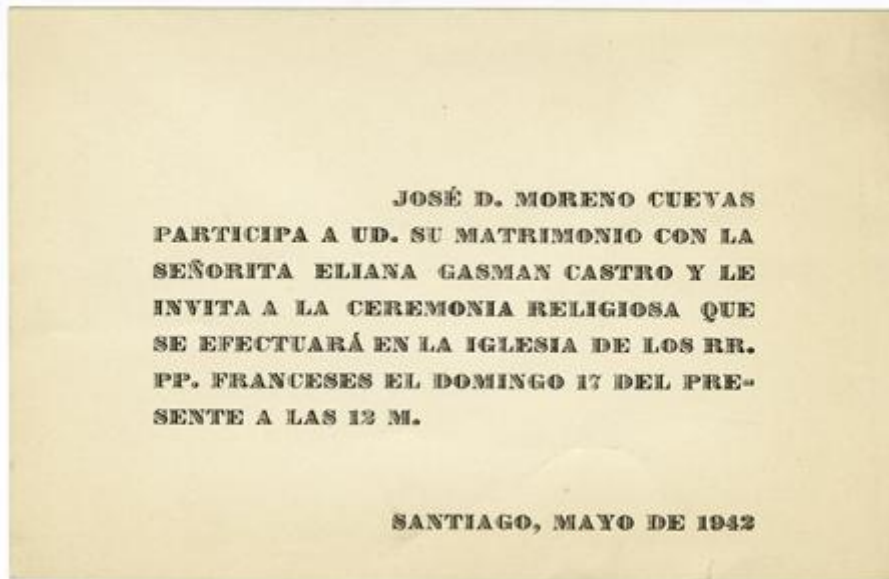 JOSÉ D. MORENO CUEVAS
PARTICIPA A UD. SU MATRIMONIO CON LA
SEÑORITA ELIANA GASMAN CASTRO Y LE
INVITA A LA CEREMONIA RELIGIOSA QUE
SE EFECTUARÁ EN LA IGLESIA DE LOS RR.
PP. FRANCESES EL DOMINGO 17 DEL PRE-
SENTE A LAS 12 M.
SANTIAGO, MAYO DE 1942